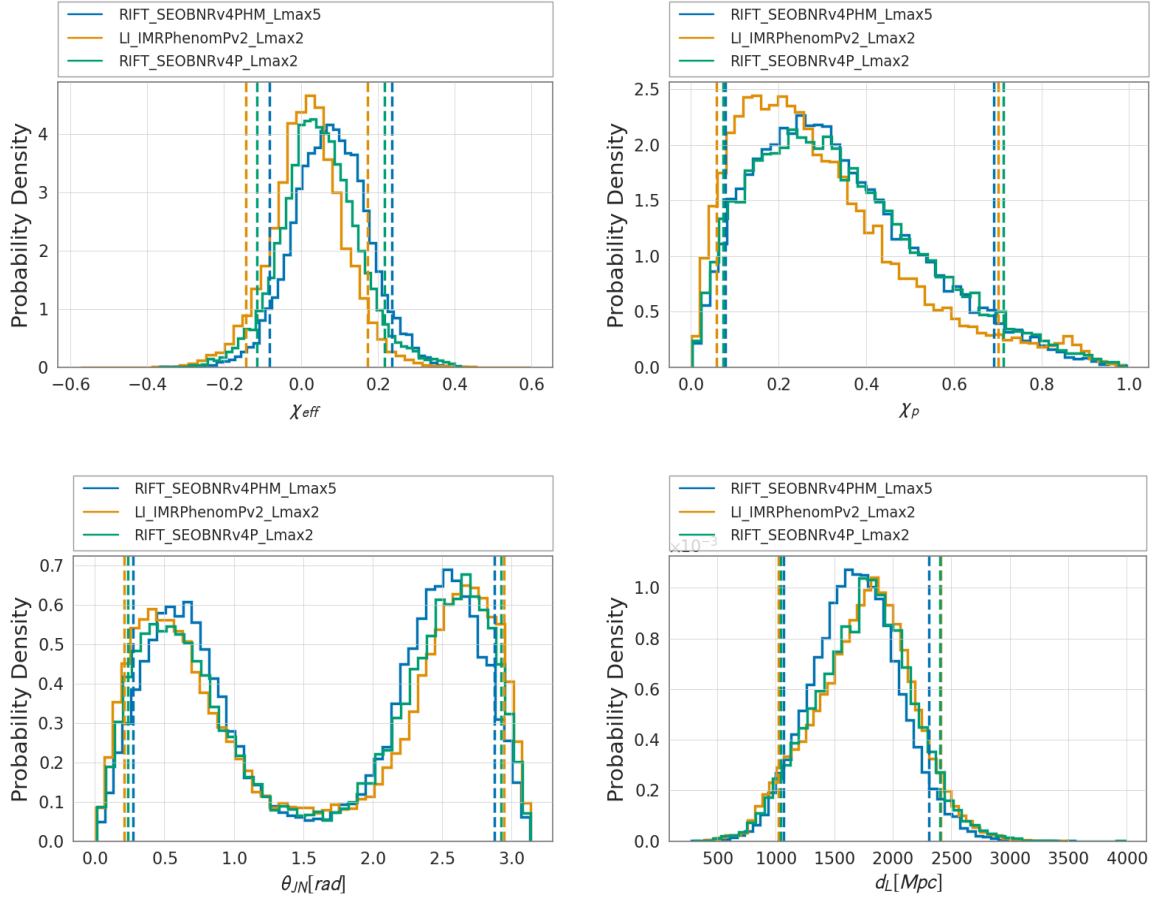 RIFT_SEOBNRv4PHM_Lmax5
LI_IMRPhenomPv2_Lmax2
RIFT_SEOBNRv4P_Lmax2
Probability Density
4
3
2
1
0
−0.6 −0.4 −0.2 0.0 0.2 0.4 0.6
χeff
RIFT_SEOBNRv4PHM_Lmax5
LI_IMRPhenomPv2_Lmax2
RIFT_SEOBNRv4P_Lmax2
Probability Density
2.5
2.0
1.5
1.0
0.5
0.0
0.0 0.2 0.4 0.6 0.8 1.0
χp
RIFT_SEOBNRv4PHM_Lmax5
LI_IMRPhenomPv2_Lmax2
RIFT_SEOBNRv4P_Lmax2
Probability Density
0.7
0.6
0.5
0.4
0.3
0.2
0.1
0.0
0.0 0.5 1.0 1.5 2.0 2.5 3.0
θJN[rad]
RIFT_SEOBNRv4PHM_Lmax5
LI_IMRPhenomPv2_Lmax2
RIFT_SEOBNRv4P_Lmax2
×10−3
Probability Density
1.0
0.8
0.6
0.4
0.2
0.0
500 1000 1500 2000 2500 3000 3500 4000
dL[Mpc]